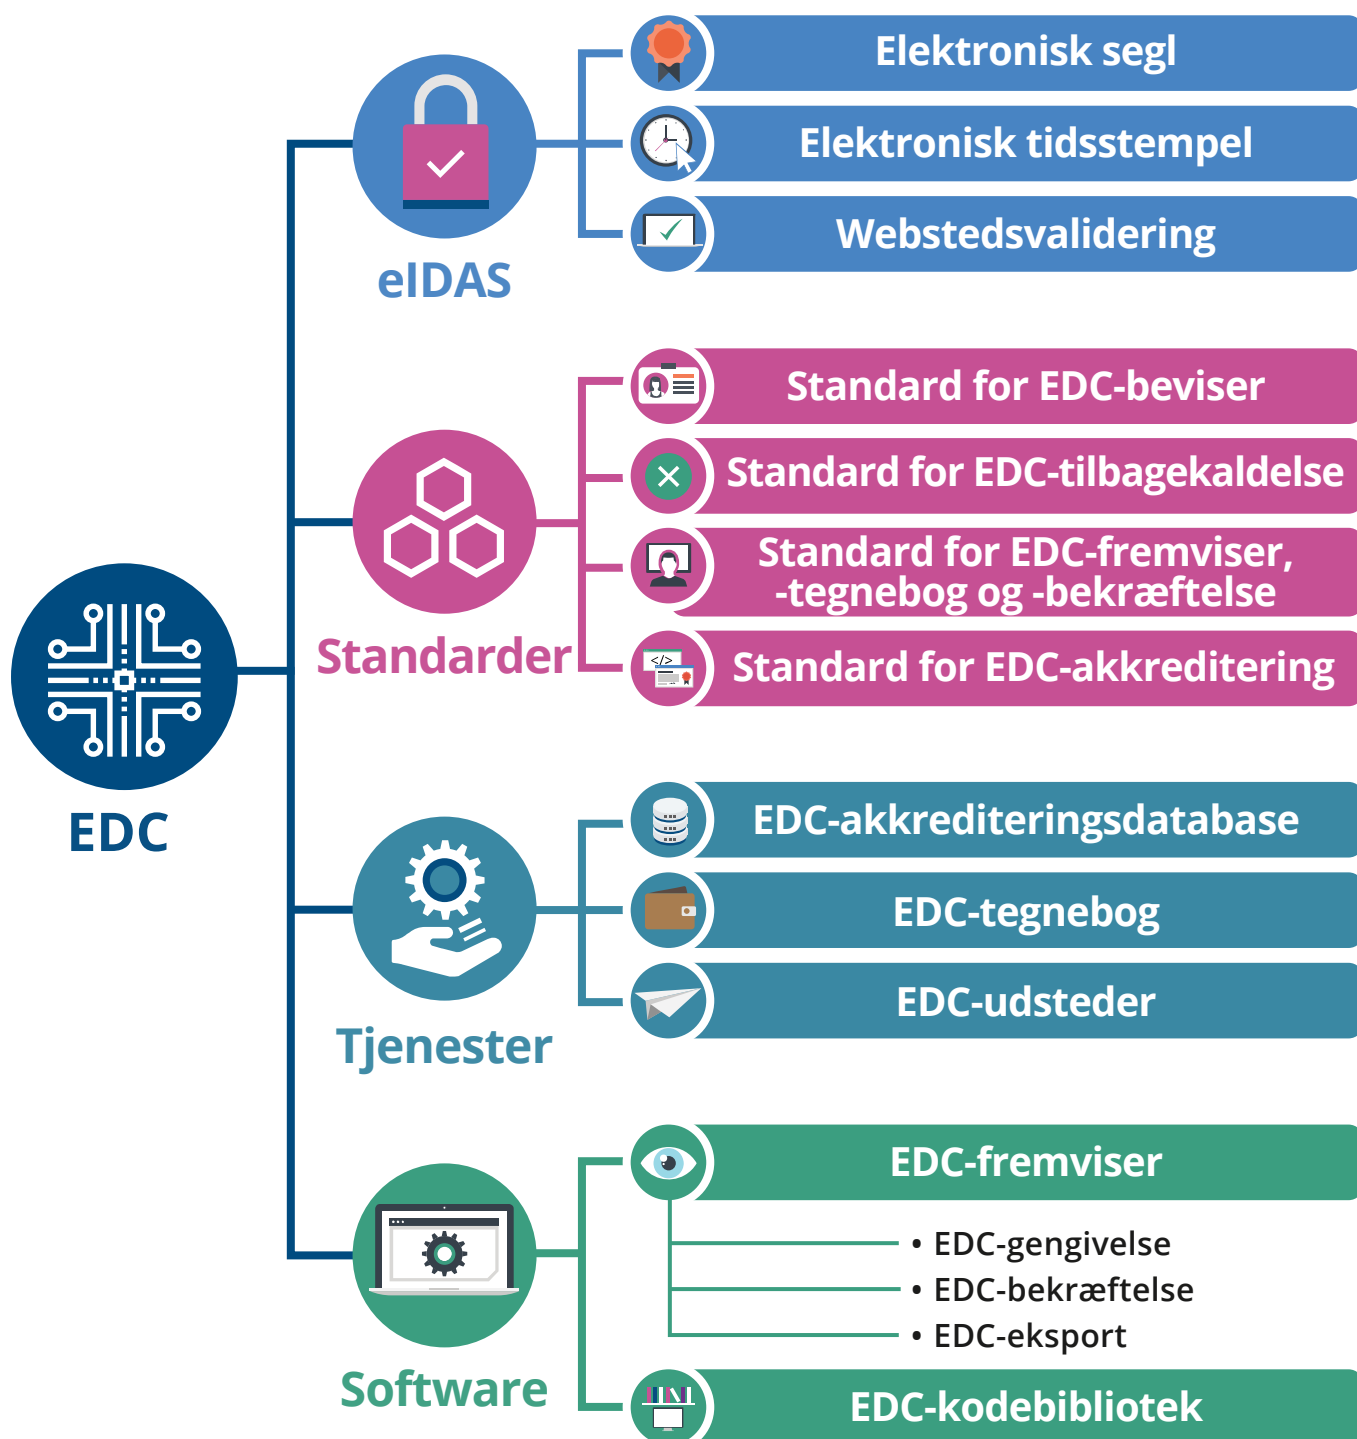 Elektronisk segl
Elektronisk tidsstempel
Webstedsvalidering
eIDAS
Standard for EDC-beviser
Standard for EDC-tilbagekaldelse
Standard for EDC-fremviser,
-tegnebog og -bekræftelse
Standard for EDC-akkreditering
</>
Standarder
EDC
EDC-akkrediteringsdatabase
EDC-tegnebog
EDC-udsteder
Tjenester
EDC-fremviser
• EDC-gengivelse
• EDC-bekræftelse
• EDC-eksport
Software
EDC-kodebibliotek